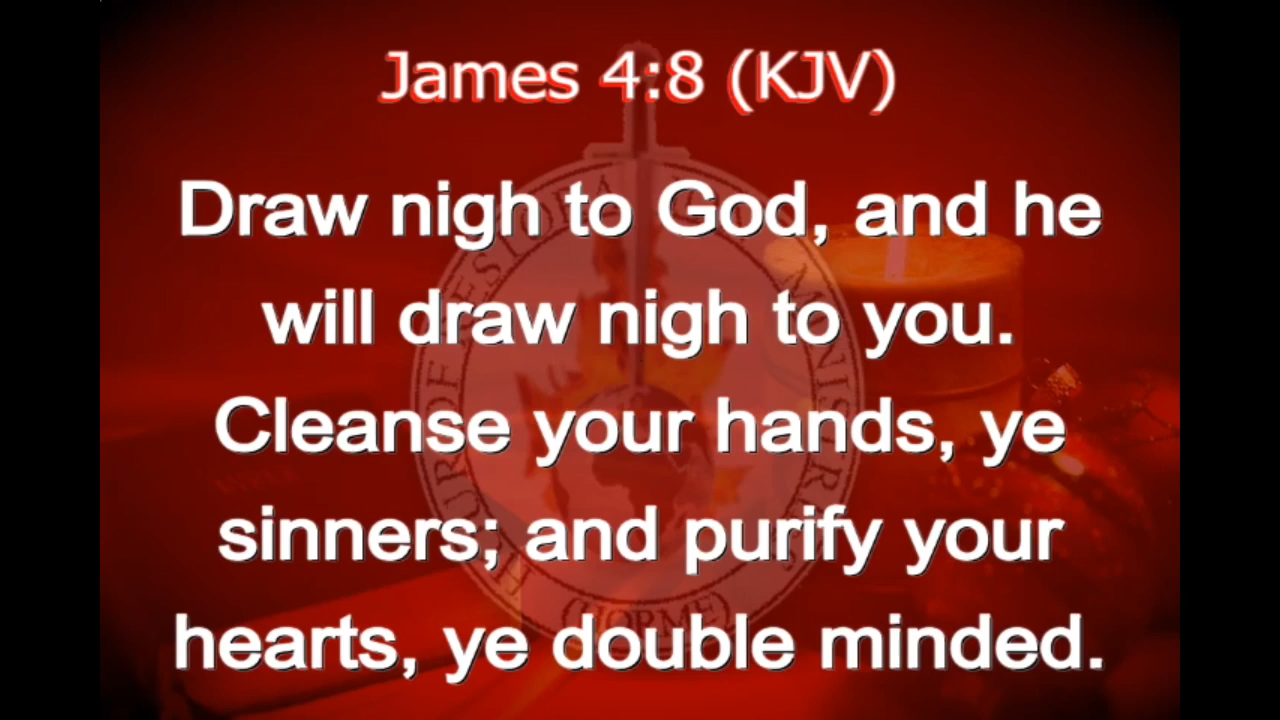 James 4:8 (KJV)
Draw nigh to God, and he
will draw nigh to you.
Cleanse your hands, ye
sinners; and purify your
hearts, ye double minded.
MINISTRIES